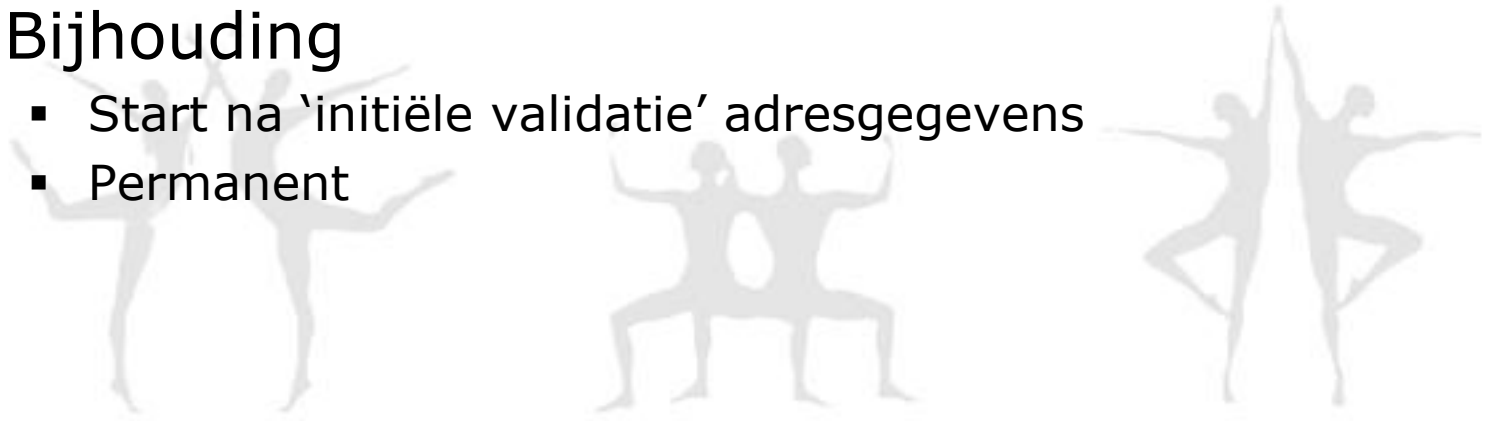 Bijhouding
▪ Start na ‘initiële validatie’ adresgegevens
▪ Permanent